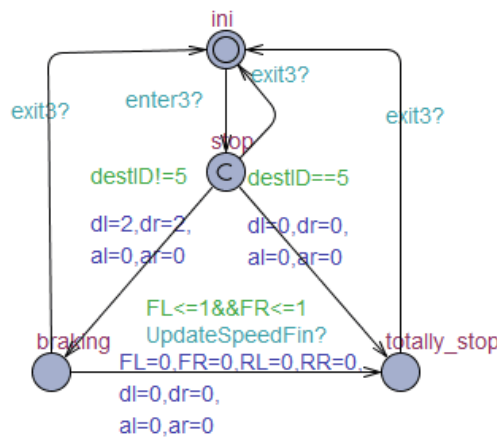 ini
exit3?
enter3?
exit3?
exit3?
stop
C
destID!=5
destID==5
dl=2,dr=2,
al=0,ar=0
dl=0,dr=0,
al=0,ar=0
FL<=1&&FR<=1
UpdateSpeedFin?
braking
totally_stop
FL=0,FR=0,RL=0,RR=0,
dl=0,dr=0,
al=0,ar=0